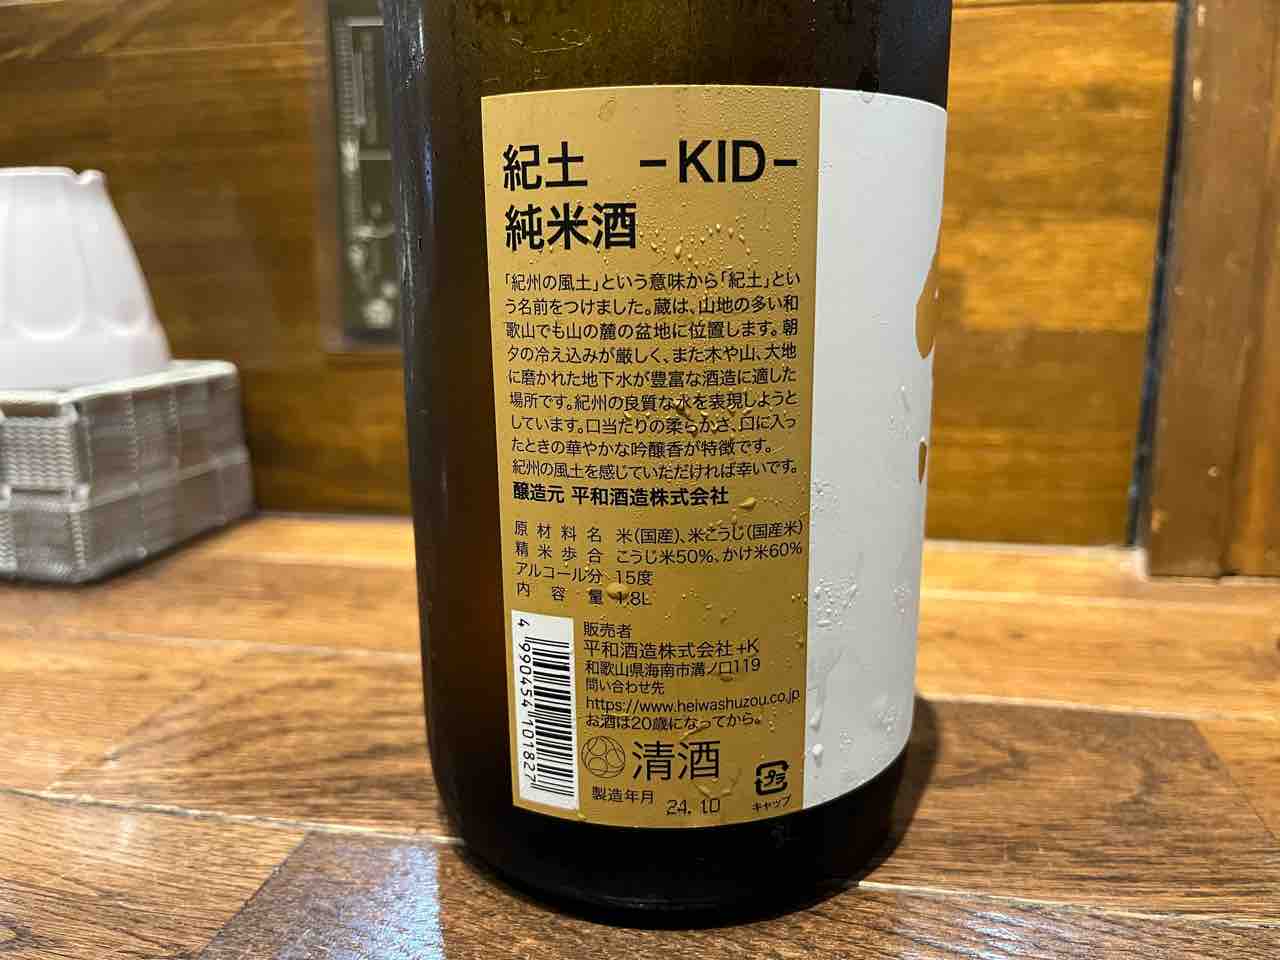 紀土 －KID－
純米酒
「紀州の風土」という意味から「紀土」とい
う名前をつけました。蔵は、山地の多い和
歌山でも山の麓の盆地に位置します。朝
夕の冷え込みが厳しく、また木や山、大地
に磨かれた地下水が豊富な酒造に適した
場所です。紀州の良質な水を表現しようと
しています。口当たりの柔らかさ、口に入っ
たときの華やかな吟醸香が特徴です。
紀州の風土を感じていただければ幸いです。
醸造元 平和酒造株式会社
原材料名 米(国産)、米こうじ(国産米)
精米歩合 こうじ米50%、かけ米60%
アルコール分 15度
内容量 1.8L
販売者
平和酒造株式会社+K
和歌山県海南市溝ノ口119
問い合わせ先
https://www.heiwashuzou.co.jp
お酒は20歳になってから。
清酒
製造年月 24.10
プラ
キャップ
4 990454 101827